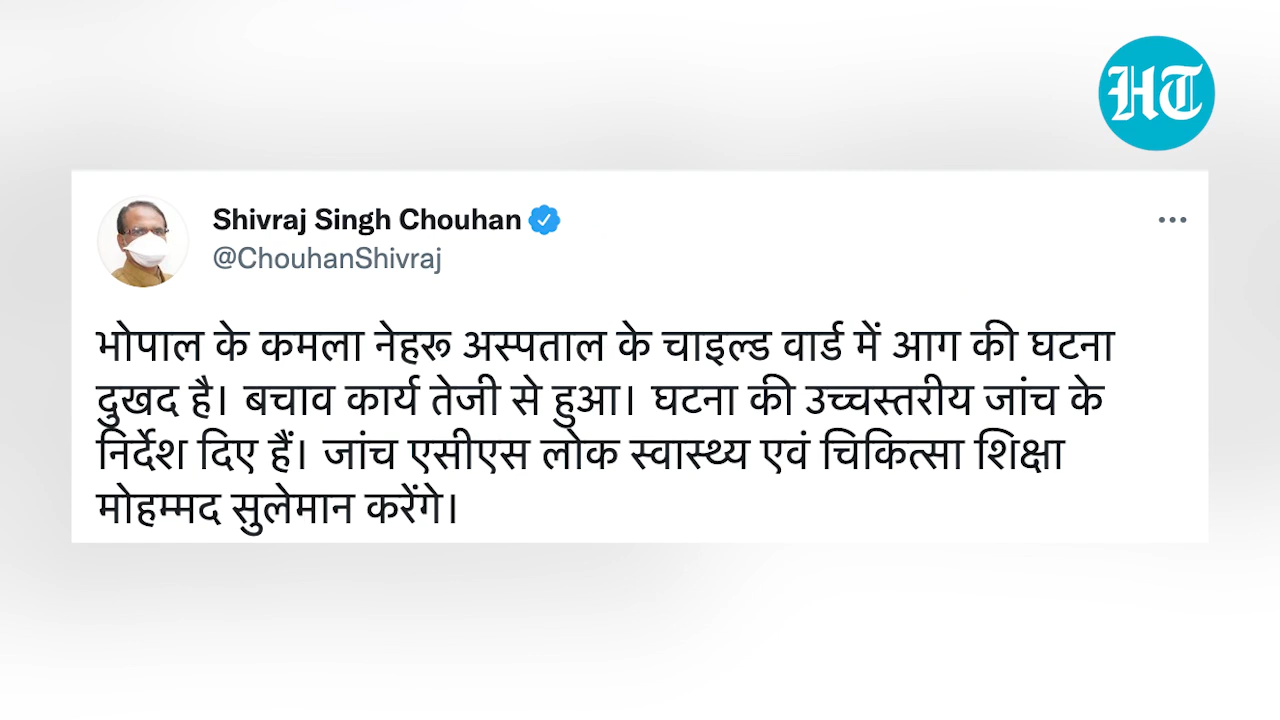 HT
Shivraj Singh Chouhan
@ChouhanShivraj
भोपाल के कमला नेहरू अस्पताल के चाइल्ड वार्ड में आग की घटना
दुखद है। बचाव कार्य तेजी से हुआ। घटना की उच्चस्तरीय जांच के
निर्देश दिए हैं। जांच एसीएस लोक स्वास्थ्य एवं चिकित्सा शिक्षा
मोहम्मद सुलेमान करेंगे।